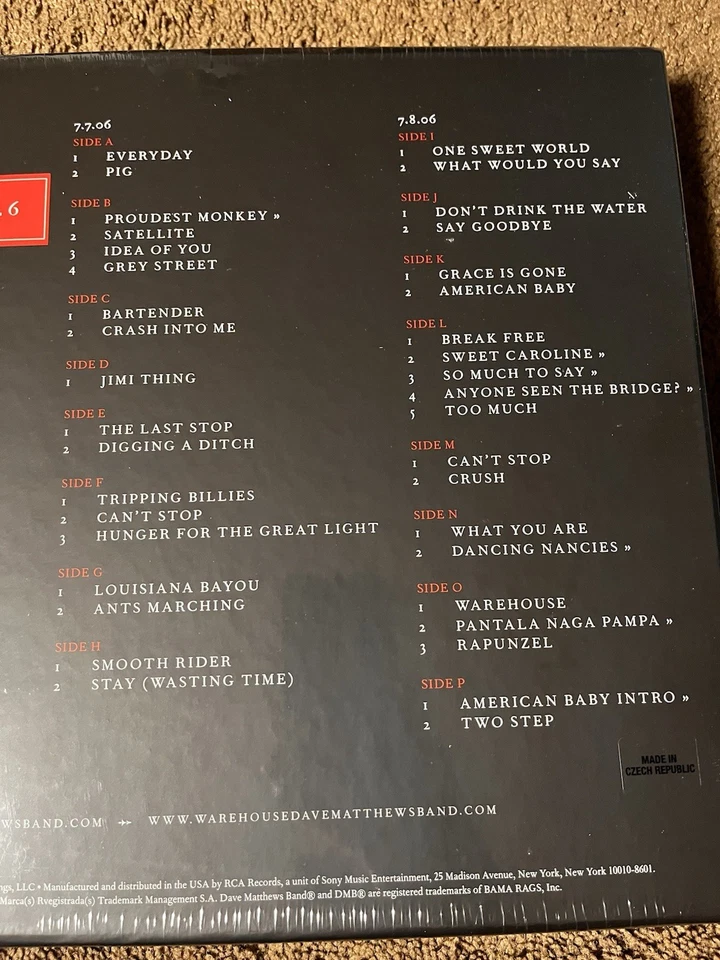 . 6
7.7.06
SIDE A
1 EVERYDAY
2 PIG
SIDE B
1 PROUDEST MONKEY »
2 SATELLITE
3 IDEA OF YOU
4 GREY STREET
SIDE C
1 BARTENDER
2 CRASH INTO ME
SIDE D
1 JIMI THING
SIDE E
1 THE LAST STOP
2 DIGGING A DITCH
SIDE F
1 TRIPPING BILLIES
2 CAN'T STOP
3 HUNGER FOR THE GREAT LIGHT
SIDE G
1 LOUISIANA BAYOU
2 ANTS MARCHING
SIDE H
1 SMOOTH RIDER
2 STAY (WASTING TIME)
7.8.06
SIDE I
1 ONE SWEET WORLD
2 WHAT WOULD YOU SAY
SIDE J
1 DON'T DRINK THE WATER
2 SAY GOODBYE
SIDE K
1 GRACE IS GONE
2 AMERICAN BABY
SIDE L
1 BREAK FREE
2 SWEET CAROLINE »
3 SO MUCH TO SAY »
4 ANYONE SEEN THE BRIDGE? »
5 TOO MUCH
SIDE M
1 CAN'T STOP
2 CRUSH
SIDE N
1 WHAT YOU ARE
2 DANCING NANCIES »
SIDE O
1 WAREHOUSE
2 PANTALA NAGA PAMPA »
3 RAPUNZEL
SIDE P
1 AMERICAN BABY INTRO »
2 TWO STEP
MADE IN
CZECH REPUBLIC
WSBAND.COM WWW.WAREHOUSEDAVEMATTHEWSBAND.COM
ngs, LLC • Manufactured and distributed in the USA by RCA Records, a unit of Sony Music Entertainment, 25 Madison Avenue, New York, New York 10010-8601.
Marca(s) Rvegistrada(s) Trademark Management S.A. Dave Matthews Band® and DMB® are registered trademarks of BAMA RAGS, Inc.